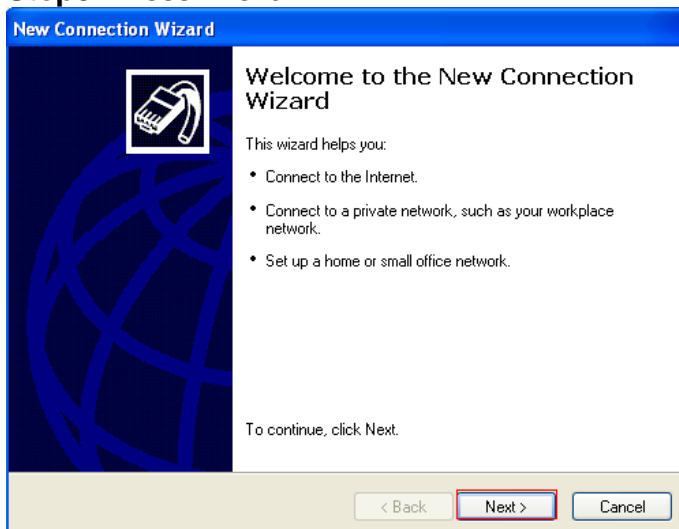 New Connection Wizard
Welcome to the New Connection
Wizard
This wizard helps you:
• Connect to the Internet.
• Connect to a private network, such as your workplace
network.
• Set up a home or small office network.
To continue, click Next.
< Back Next > Cancel